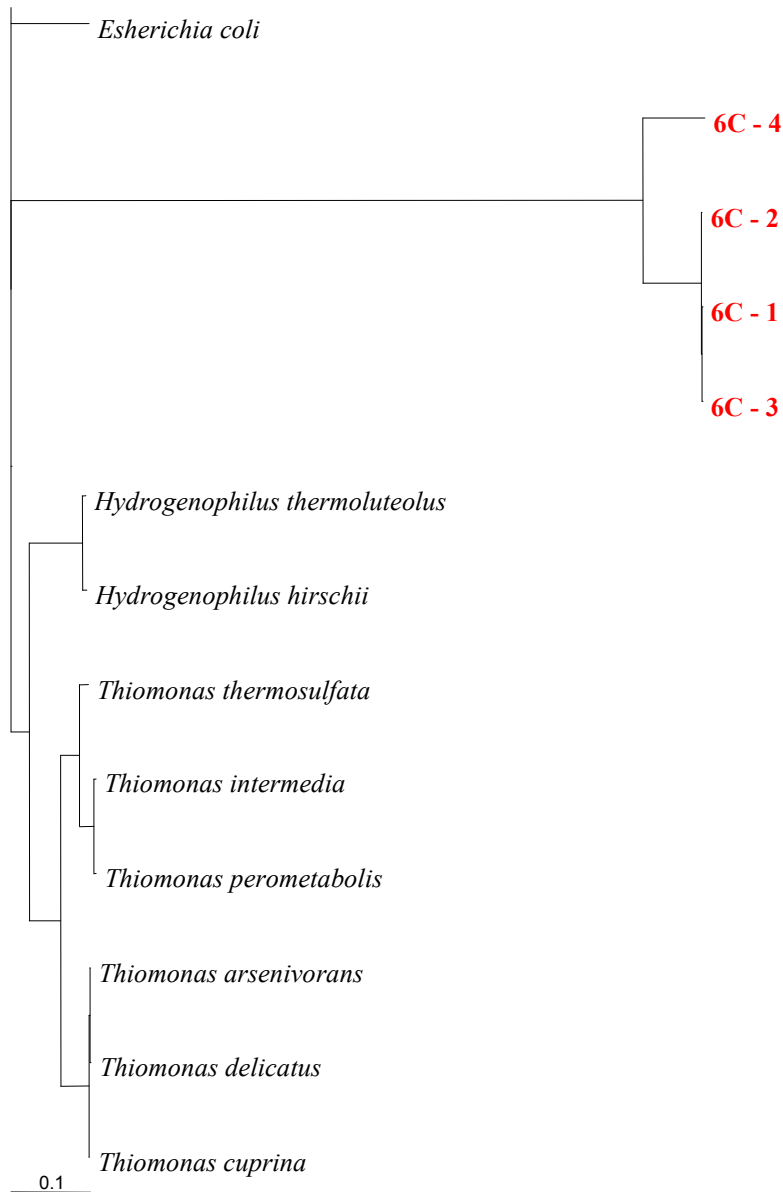 Esherichia coli
6C - 4
6C - 2
6C - 1
6C - 3
Hydrogenophilus thermoluteolus
Hydrogenophilus hirschii
Thiomonas thermosulfata
Thiomonas intermedia
Thiomonas perometabolis
Thiomonas arsenivorans
Thiomonas delicatus
Thiomonas cuprina
0.1